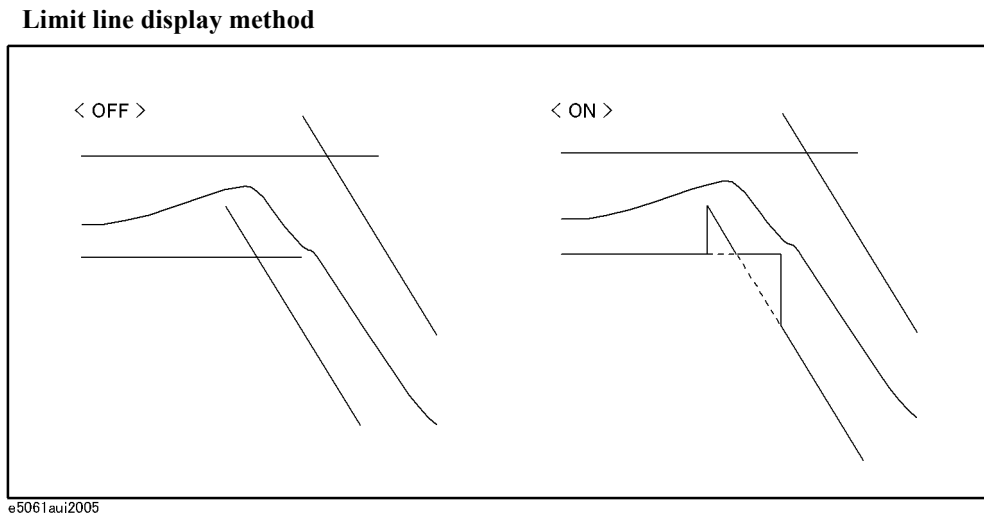 Limit line display method
< OFF >
< ON >
e5061aui2005